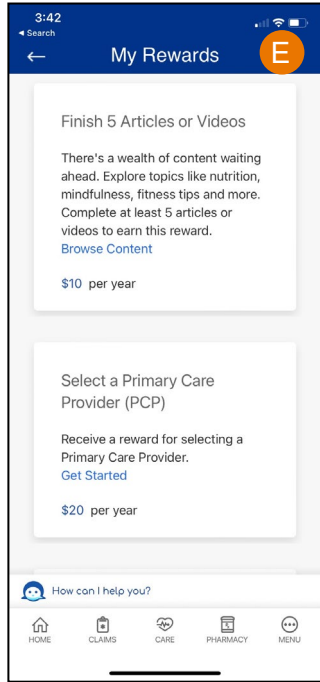 3:42
◀ Search
← My Rewards E
Finish 5 Articles or Videos
There's a wealth of content waiting
ahead. Explore topics like nutrition,
mindfulness, fitness tips and more.
Complete at least 5 articles or
videos to earn this reward.
Browse Content
$10 per year
Select a Primary Care
Provider (PCP)
Receive a reward for selecting a
Primary Care Provider.
Get Started
$20 per year
How can I help you?
HOME CLAIMS CARE PHARMACY MENU